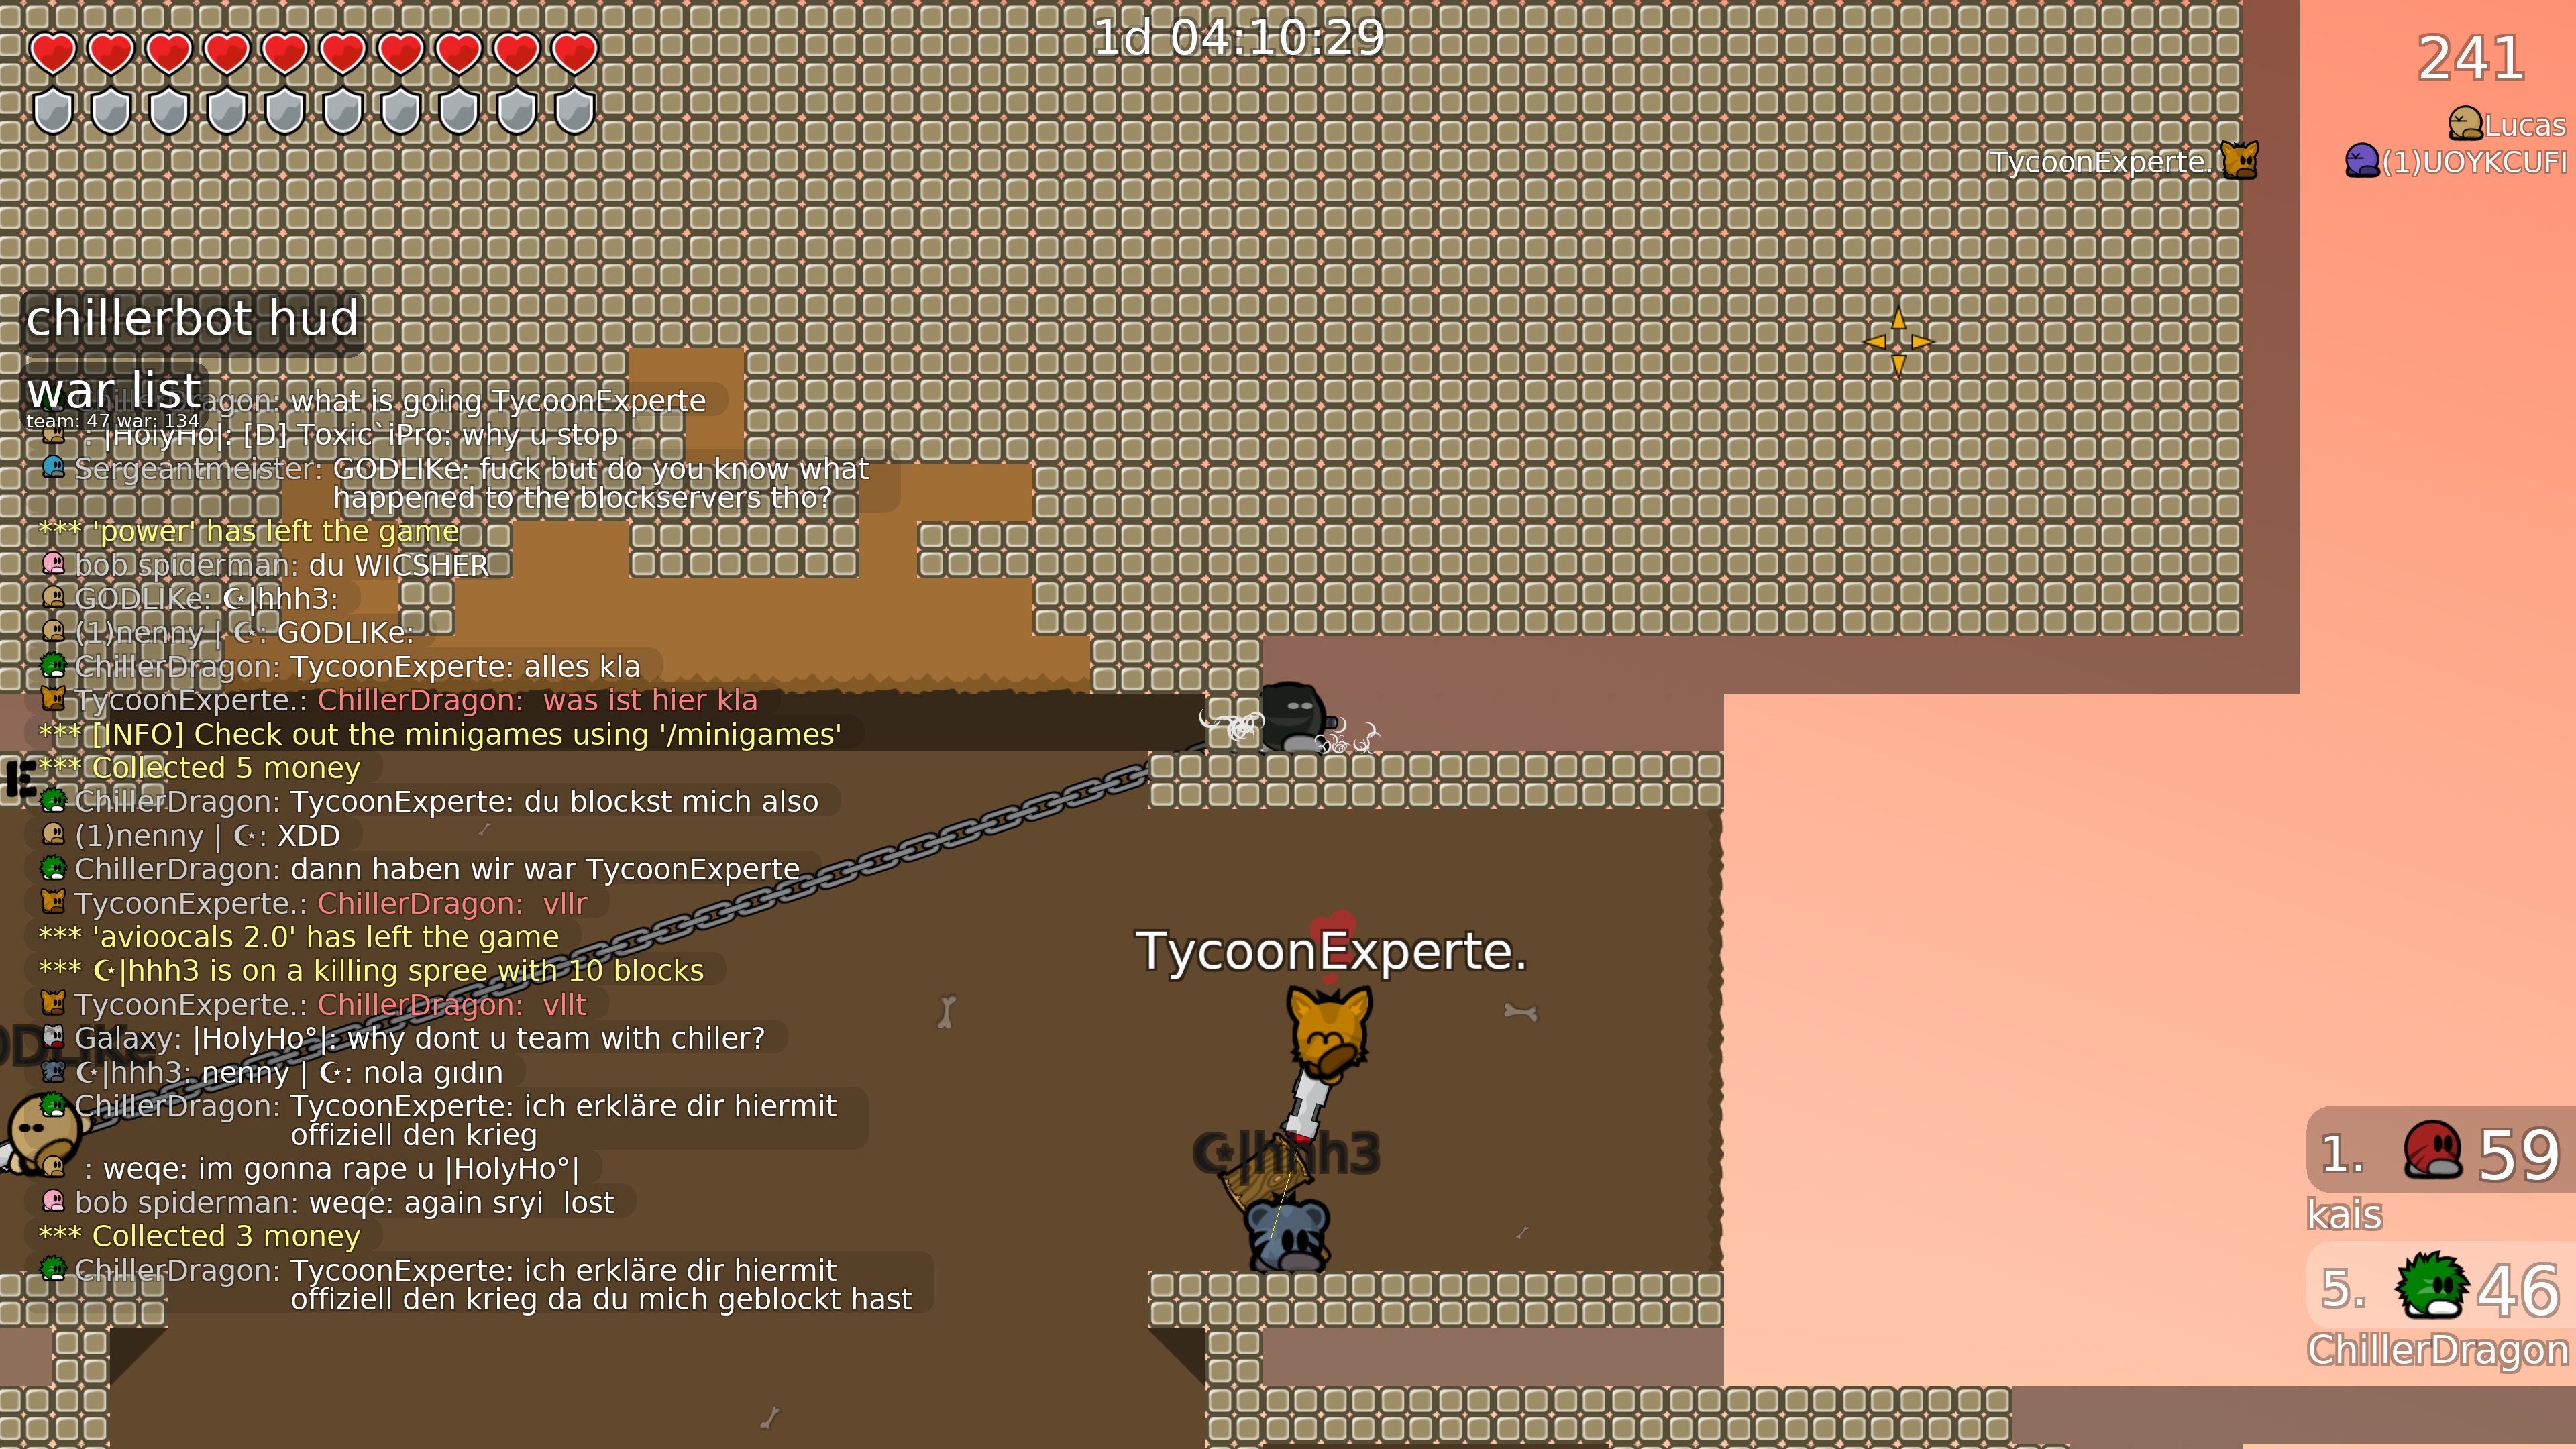 1d 04:10:29
241
Lucas
TycoonExperte.
(1)UOYKCUFI
chillerbot hud
war list
team: 47 war: 134
agon: what is going TycoonExperte
: |HolyHo|: [D] Toxic`iPro: why u stop
Sergeantmeister: GODLIKe: fuck but do you know what
happened to the blockservers tho?
*** 'power' has left the game
bob spiderman: du WICSHER
GODLIKe: ☪|hhh3:
(1)nenny | ☪: GODLIKe:
ChillerDragon: TycoonExperte: alles kla
TycoonExperte.: ChillerDragon: was ist hier kla
*** [INFO] Check out the minigames using '/minigames'
*** Collected 5 money
E
ChillerDragon: TycoonExperte: du blockst mich also
(1)nenny | ☪: XDD
ChillerDragon: dann haben wir war TycoonExperte
TycoonExperte.: ChillerDragon: vllr
*** 'avioocals 2.0' has left the game
*** ☪|hhh3 is on a killing spree with 10 blocks
TycoonExperte.: ChillerDragon: vllt
Galaxy: |HolyHo°|: why dont u team with chiler?
☪|hhh3: nenny | ☪: nola gıdın
ChillerDragon: TycoonExperte: ich erkläre dir hiermit
offiziell den krieg
: weqe: im gonna rape u |HolyHo°|
bob spiderman: weqe: again sryi lost
*** Collected 3 money
ChillerDragon: TycoonExperte: ich erkläre dir hiermit
offiziell den krieg da du mich geblockt hast
TycoonExperte.
☪|hhh3
1. 59
kais
5. 46
ChillerDragon